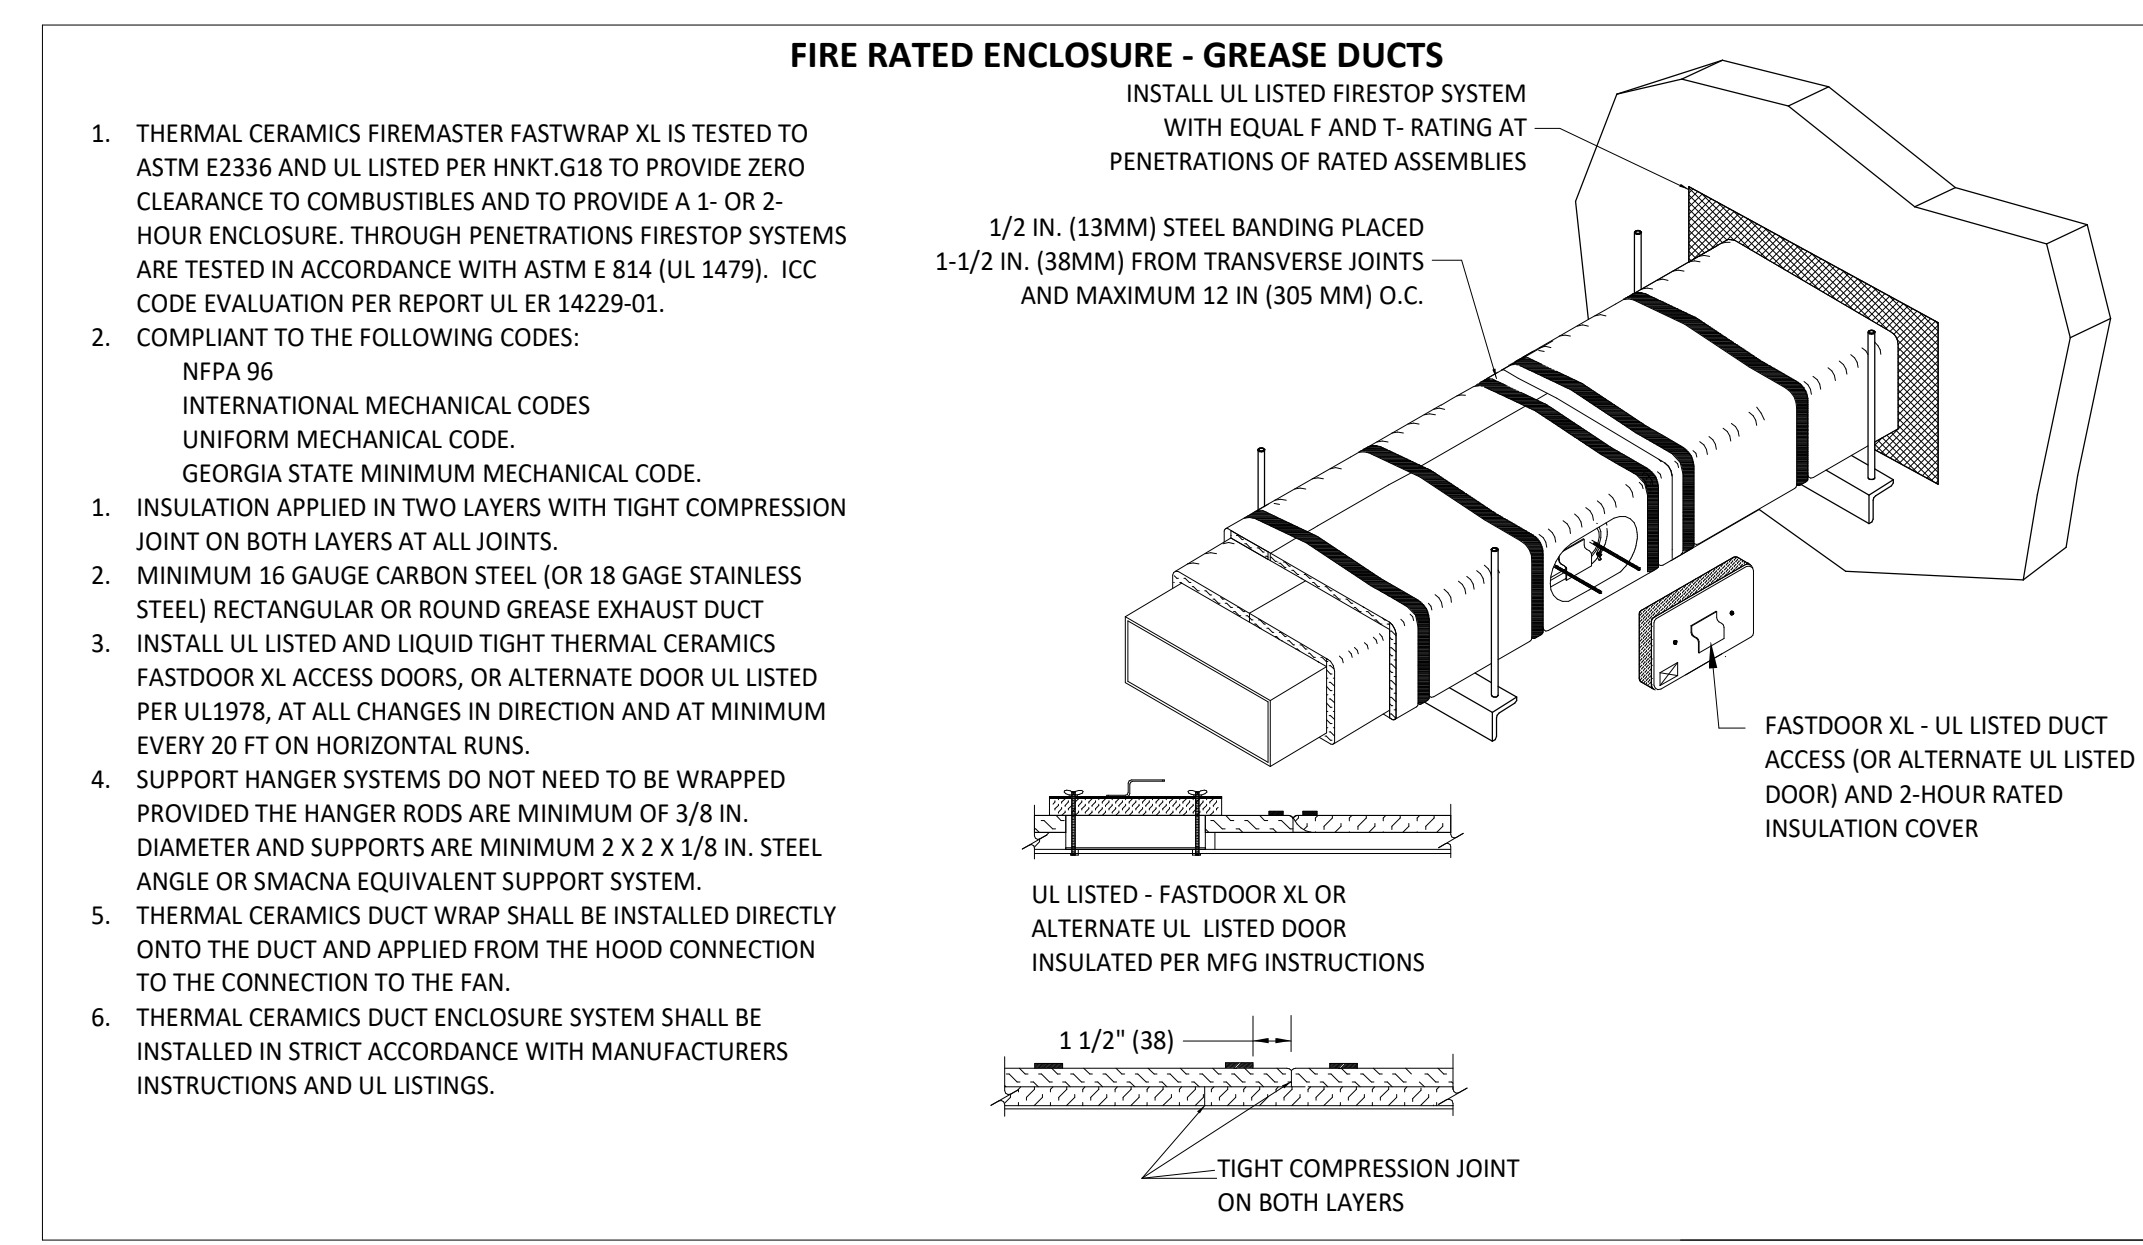 FIRE RATED ENCLOSURE - GREASE DUCTS
1. THERMAL CERAMICS FIREMASTER FASTWRAP XL IS TESTED TO
ASTM E2336 AND UL LISTED PER HNKT.G18 TO PROVIDE ZERO
CLEARANCE TO COMBUSTIBLES AND TO PROVIDE A 1- OR 2-
HOUR ENCLOSURE. THROUGH PENETRATIONS FIRESTOP SYSTEMS
ARE TESTED IN ACCORDANCE WITH ASTM E 814 (UL 1479). ICC
CODE EVALUATION PER REPORT UL ER 14229-01.
2. COMPLIANT TO THE FOLLOWING CODES:
NFPA 96
INTERNATIONAL MECHANICAL CODES
UNIFORM MECHANICAL CODE.
GEORGIA STATE MINIMUM MECHANICAL CODE.
1. INSULATION APPLIED IN TWO LAYERS WITH TIGHT COMPRESSION
JOINT ON BOTH LAYERS AT ALL JOINTS.
2. MINIMUM 16 GAUGE CARBON STEEL (OR 18 GAGE STAINLESS
STEEL) RECTANGULAR OR ROUND GREASE EXHAUST DUCT
3. INSTALL UL LISTED AND LIQUID TIGHT THERMAL CERAMICS
FASTDOOR XL ACCESS DOORS, OR ALTERNATE DOOR UL LISTED
PER UL1978, AT ALL CHANGES IN DIRECTION AND AT MINIMUM
EVERY 20 FT ON HORIZONTAL RUNS.
4. SUPPORT HANGER SYSTEMS DO NOT NEED TO BE WRAPPED
PROVIDED THE HANGER RODS ARE MINIMUM OF 3/8 IN.
DIAMETER AND SUPPORTS ARE MINIMUM 2 X 2 X 1/8 IN. STEEL
ANGLE OR SMACNA EQUIVALENT SUPPORT SYSTEM.
5. THERMAL CERAMICS DUCT WRAP SHALL BE INSTALLED DIRECTLY
ONTO THE DUCT AND APPLIED FROM THE HOOD CONNECTION
TO THE CONNECTION TO THE FAN.
6. THERMAL CERAMICS DUCT ENCLOSURE SYSTEM SHALL BE
INSTALLED IN STRICT ACCORDANCE WITH MANUFACTURERS
INSTRUCTIONS AND UL LISTINGS.
INSTALL UL LISTED FIRESTOP SYSTEM
WITH EQUAL F AND T- RATING AT
PENETRATIONS OF RATED ASSEMBLIES
1/2 IN. (13MM) STEEL BANDING PLACED
1-1/2 IN. (38MM) FROM TRANSVERSE JOINTS
AND MAXIMUM 12 IN (305 MM) O.C.
FASTDOOR XL - UL LISTED DUCT
ACCESS (OR ALTERNATE UL LISTED
DOOR) AND 2-HOUR RATED
INSULATION COVER
UL LISTED - FASTDOOR XL OR
ALTERNATE UL LISTED DOOR
INSULATED PER MFG INSTRUCTIONS
1 1/2" (38)
TIGHT COMPRESSION JOINT
ON BOTH LAYERS